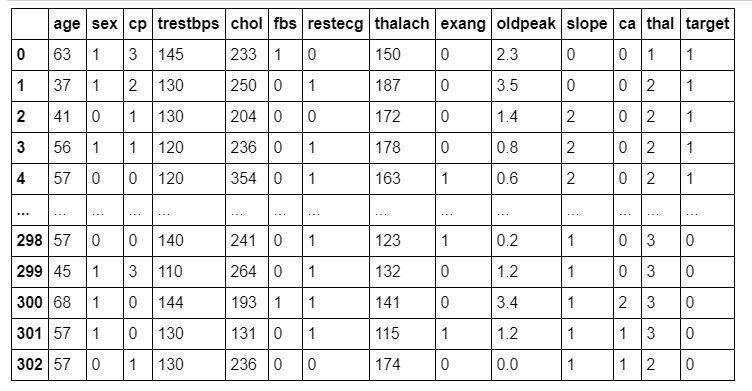 age sex cp trestbps chol fbs restecg thalach exang oldpeak slope ca thal target
0 63 1 3 145 233 1 0 150 0 2.3 0 0 1 1
1 37 1 2 130 250 0 1 187 0 3.5 0 0 2 1
2 41 0 1 130 204 0 0 172 0 1.4 2 0 2 1
3 56 1 1 120 236 0 1 178 0 0.8 2 0 2 1
4 57 0 0 120 354 0 1 163 1 0.6 2 0 2 1
... ... ... ... ... ... ... ... ... ... ... ... ... ... ...
298 57 0 0 140 241 0 1 123 1 0.2 1 0 3 0
299 45 1 3 110 264 0 1 132 0 1.2 1 0 3 0
300 68 1 0 144 193 1 1 141 0 3.4 1 2 3 0
301 57 1 0 130 131 0 1 115 1 1.2 1 1 3 0
302 57 0 1 130 236 0 0 174 0 0.0 1 1 2 0